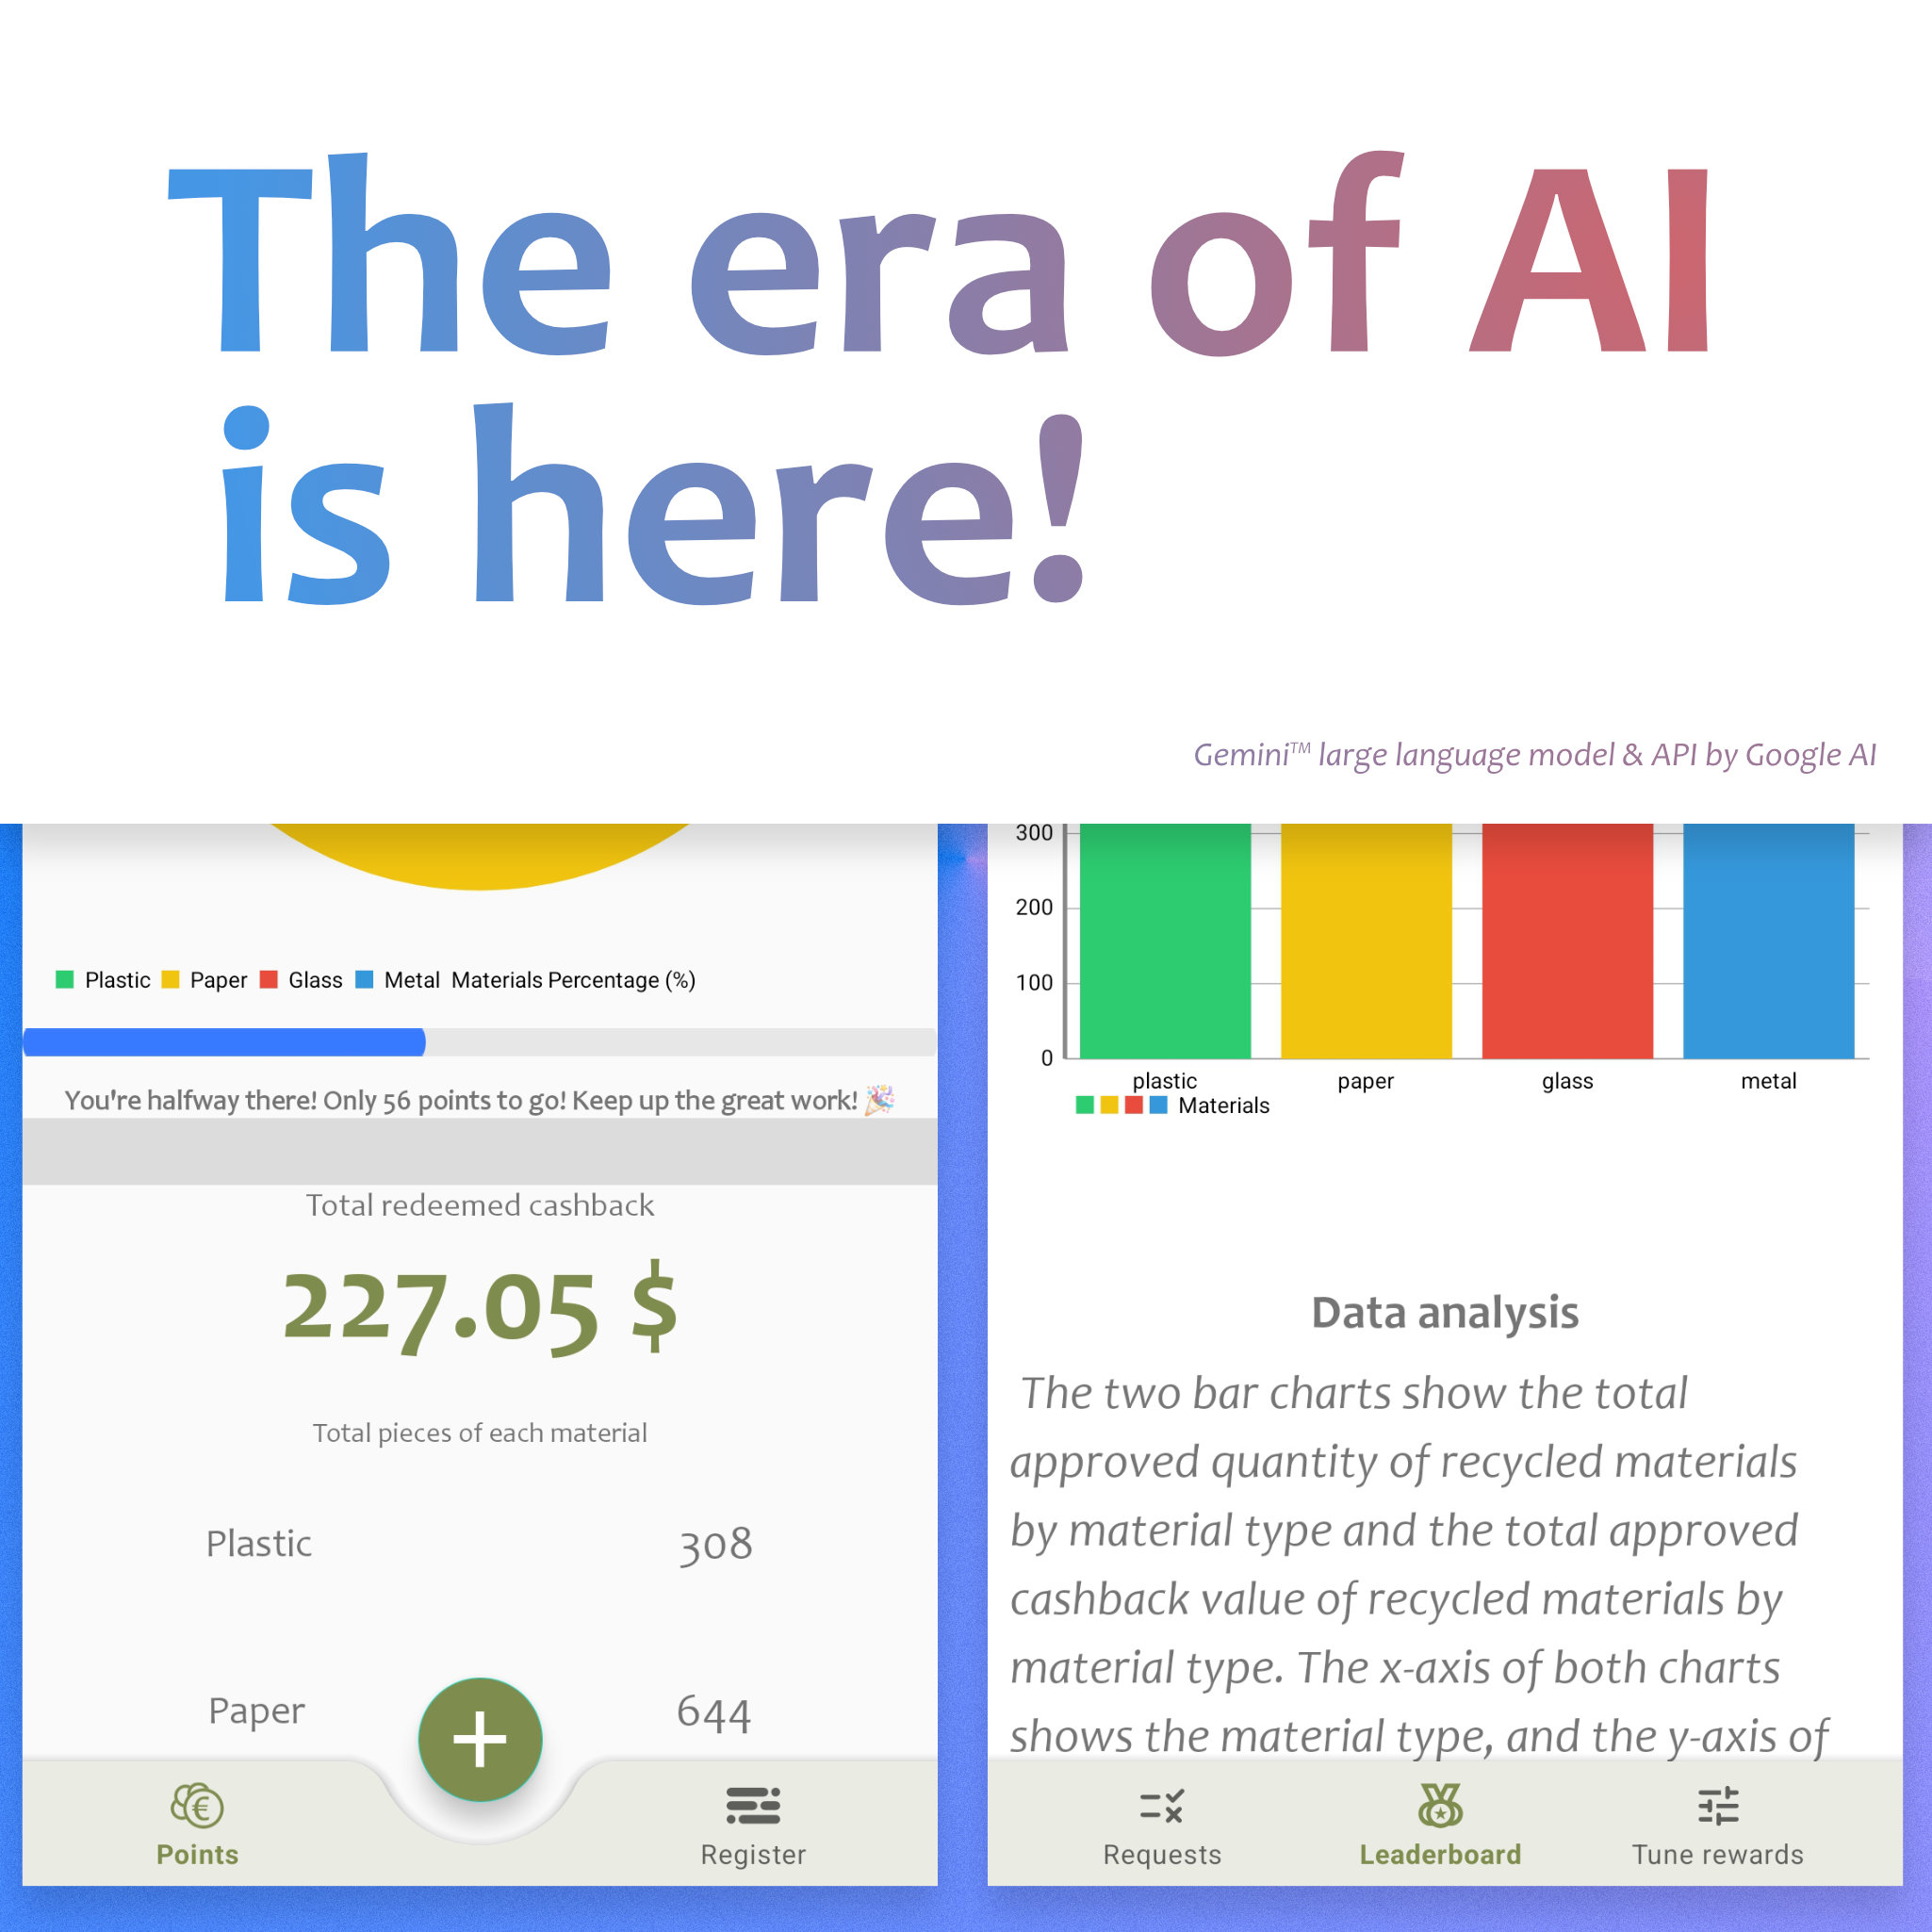 The era of AI
is here!
Gemini™ large language model & API by Google AI
Plastic Paper Glass Metal Materials Percentage (%)
You're halfway there! Only 56 points to go! Keep up the great work! 🎉
Total redeemed cashback
227.05 $
Total pieces of each material
Plastic 308
Paper 644
+
Points Register
300
200
100
0
plastic paper glass metal
Materials
Data analysis
The two bar charts show the total
approved quantity of recycled materials
by material type and the total approved
cashback value of recycled materials by
material type. The x-axis of both charts
shows the material type, and the y-axis of
Requests Leaderboard Tune rewards